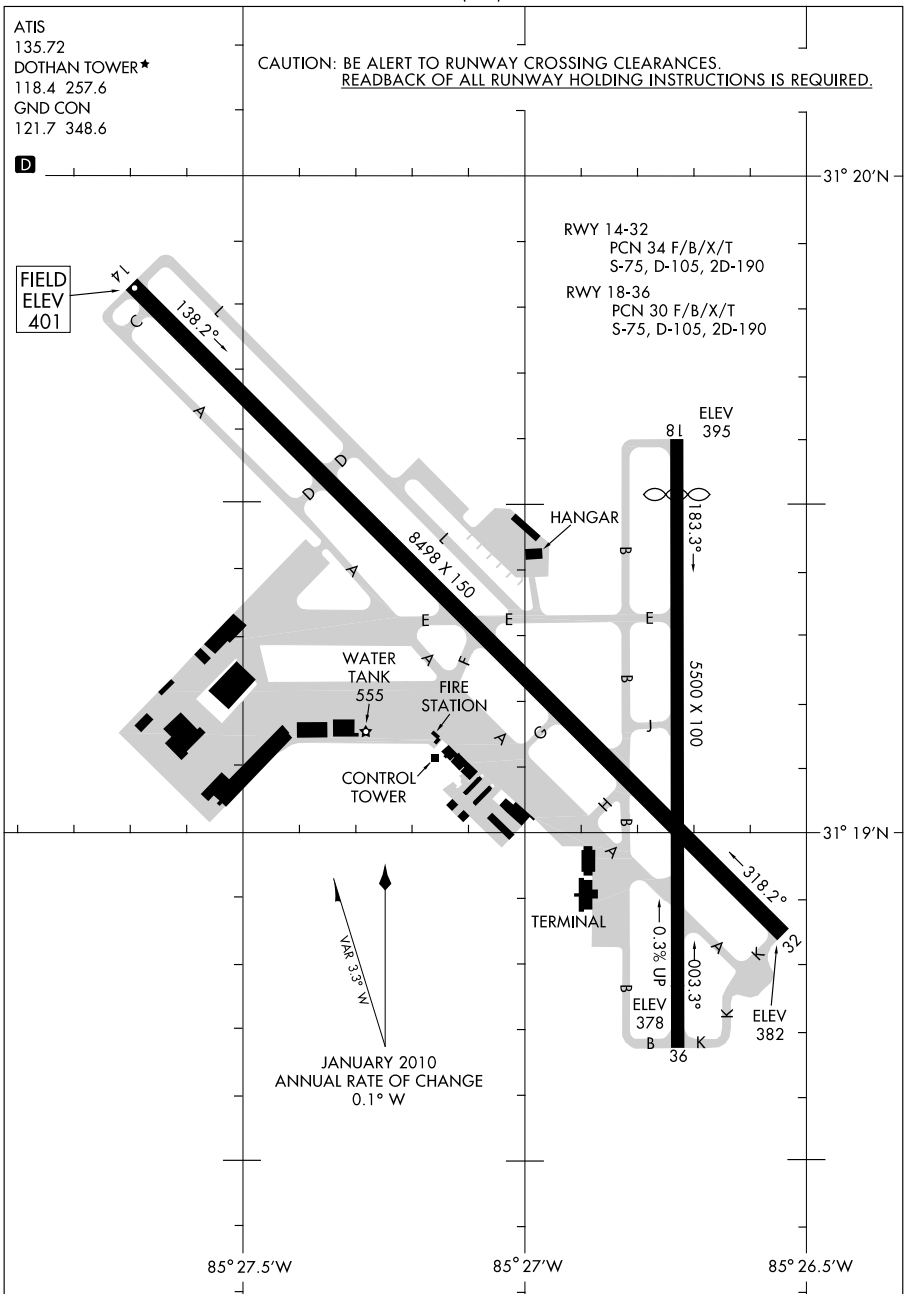 ATIS
135.72
DOTHAN TOWER★
118.4 257.6
GND CON
121.7 348.6
D
CAUTION: BE ALERT TO RUNWAY CROSSING CLEARANCES.
READBACK OF ALL RUNWAY HOLDING INSTRUCTIONS IS REQUIRED.
31° 20'N
RWY 14-32
PCN 34 F/B/X/T
S-75, D-105, 2D-190
RWY 18-36
PCN 30 F/B/X/T
S-75, D-105, 2D-190
FIELD
ELEV
401
14
138.2°→
L
C
A
D
D
A
L
8498 X 150
HANGAR
18
ELEV
395
183.3°→
B
E
E
E
A
F
B
5500 X 100
J
WATER
TANK
555
FIRE
STATION
A
G
CONTROL
TOWER
H
B
A
31° 19'N
←318.2°
TERMINAL
VAR 3.3° W
→0.3% UP
→003.3°
A
K
32
B
K
ELEV
378
ELEV
382
B
K
36
JANUARY 2010
ANNUAL RATE OF CHANGE
0.1° W
85° 27.5'W
85° 27'W
85° 26.5'W